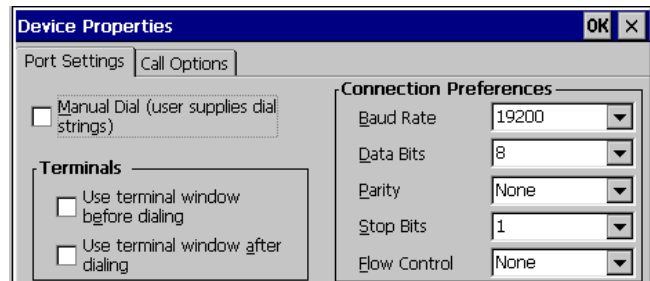 Device Properties OK ×
Port Settings Call Options
Manual Dial (user supplies dial
strings)
Terminals
Use terminal window
before dialing
Use terminal window after
dialing
Connection Preferences
Baud Rate 19200
Data Bits 8
Parity None
Stop Bits 1
Flow Control None